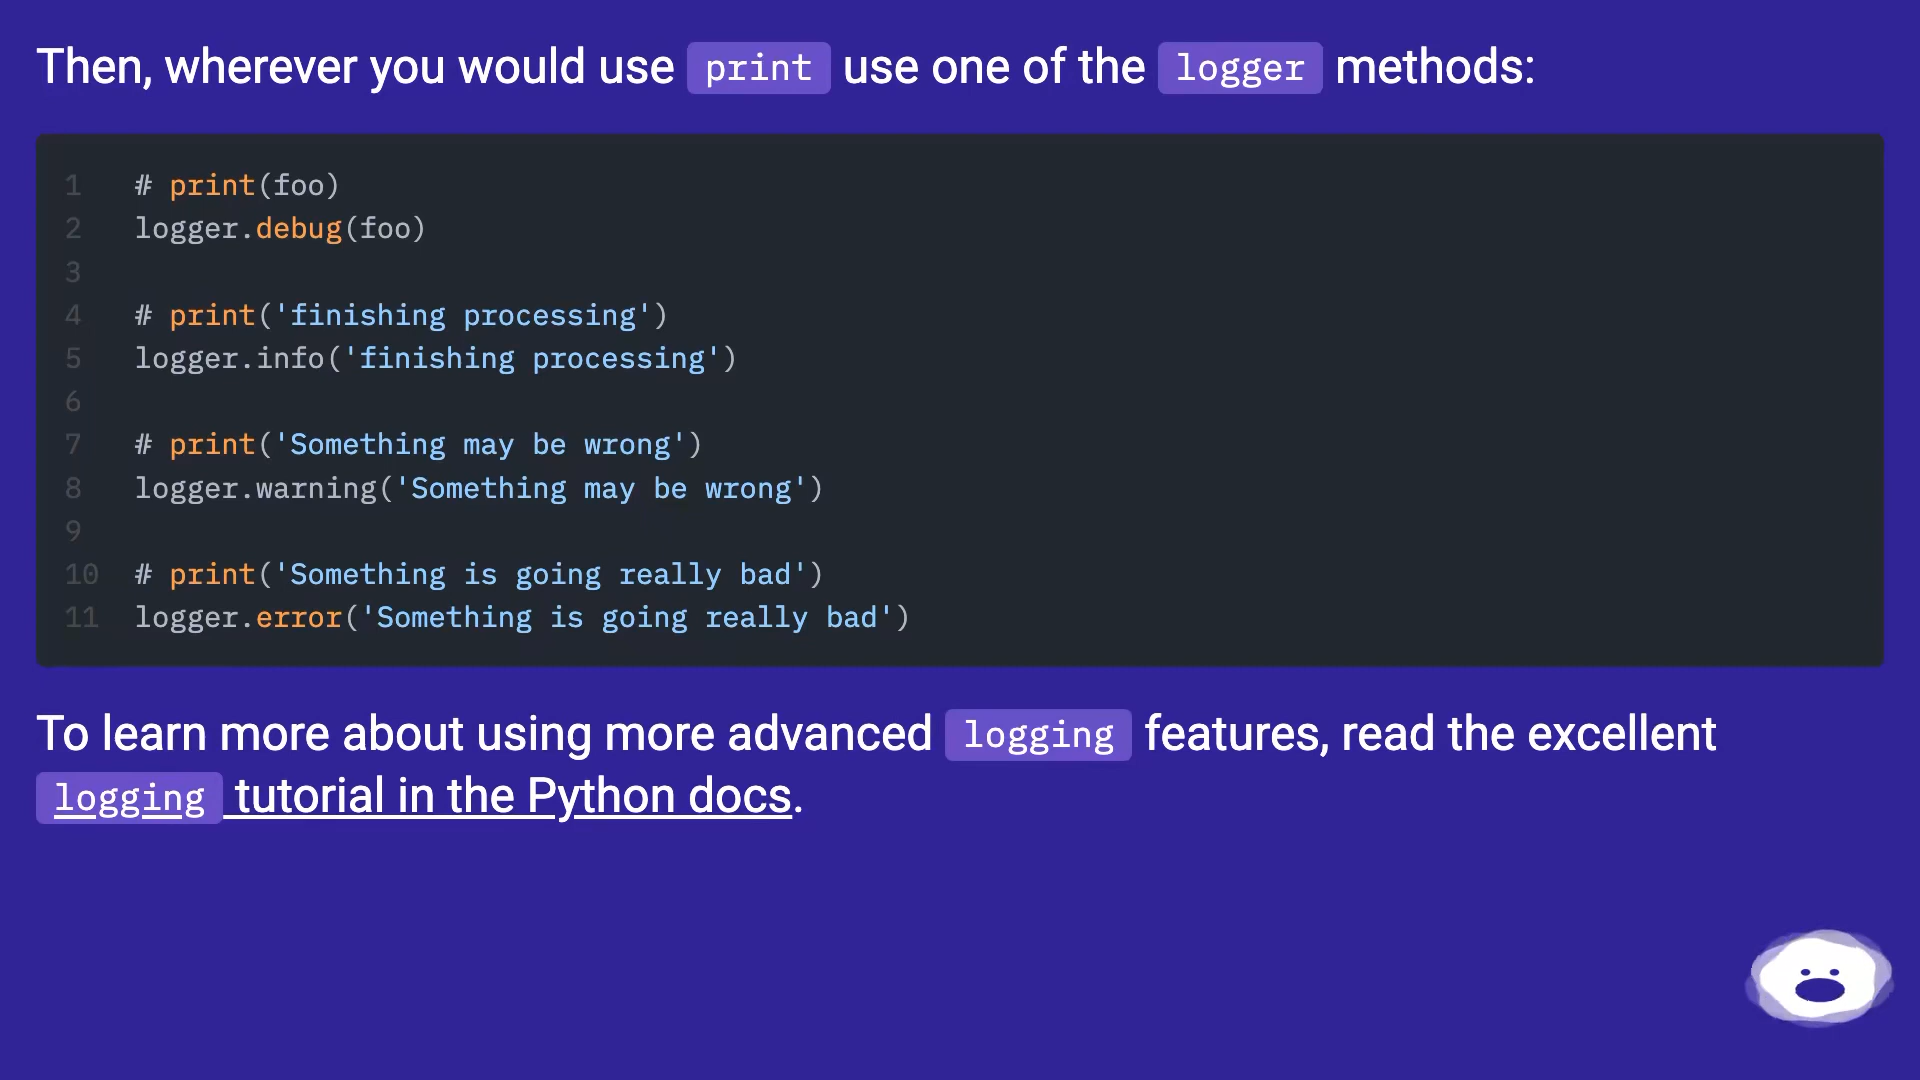 Then, wherever you would use print use one of the logger methods:
1 # print(foo)
2 logger.debug(foo)
3
4 # print('finishing processing')
5 logger.info('finishing processing')
6
7 # print('Something may be wrong')
8 logger.warning('Something may be wrong')
9
10 # print('Something is going really bad')
11 logger.error('Something is going really bad')
To learn more about using more advanced logging features, read the excellent
logging tutorial in the Python docs.